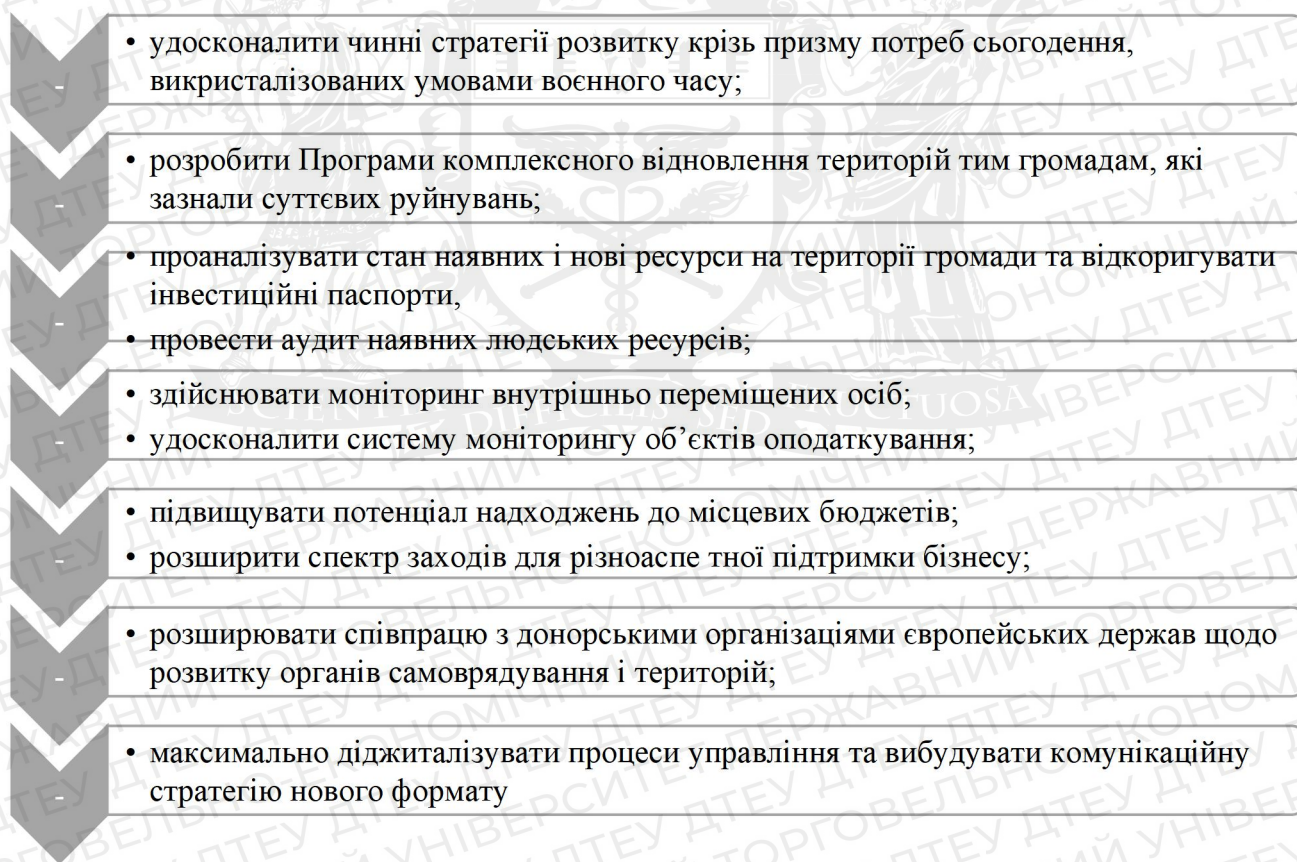 • удосконалити чинні стратегії розвитку крізь призму потреб сьогодення,
викристалізованих умовами воєнного часу;
-
• розробити Програми комплексного відновлення територій тим громадам, які
зазнали суттєвих руйнувань;
-
• проаналізувати стан наявних і нові ресурси на території громади та відкоригувати
інвестиційні паспорти,
-
• провести аудит наявних людських ресурсів;
• здійснювати моніторинг внутрішньо переміщених осіб;
SCIENTIA DIFFICILIS SED FRUCTUOSA
-
• удосконалити систему моніторингу об’єктів оподаткування;
• підвищувати потенціал надходжень до місцевих бюджетів;
-
• розширити спектр заходів для різноаспе тної підтримки бізнесу;
• розширювати співпрацю з донорськими організаціями європейських держав щодо
розвитку органів самоврядування і територій;
-
• максимально діджиталізувати процеси управління та вибудувати комунікаційну
стратегію нового формату
-